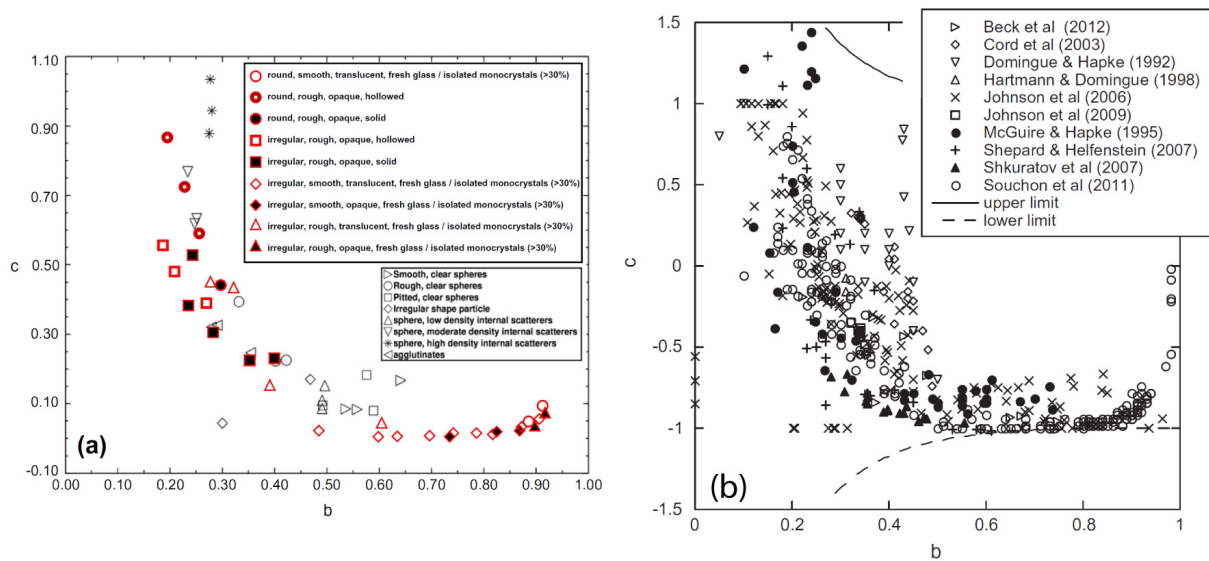 1.10
0.90
0.70
c
0.50
0.30
0.10
-0.10
0.00
0.10
0.20
0.30
0.40
0.50
0.60
0.70
0.80
0.90
1.00
b
(a)
round, smooth, translucent, fresh glass / isolated monocrystals (>30%)
round, rough, opaque, hollowed
round, rough, opaque, solid
irregular, rough, opaque, hollowed
irregular, rough, opaque, solid
irregular, smooth, translucent, fresh glass / isolated monocrystals (>30%)
irregular, smooth, opaque, fresh glass / isolated monocrystals (>30%)
irregular, rough, translucent, fresh glass / isolated monocrystals (>30%)
irregular, rough, opaque, fresh glass / isolated monocrystals (>30%)
Smooth, clear spheres
Rough, clear spheres
Pitted, clear spheres
Irregular shape particle
sphere, low density internal scatterers
sphere, moderate density internal scatterers
sphere, high density internal scatterers
agglutinates
1.5
1
0.5
c
0
-0.5
-1
-1.5
0
0.2
0.4
0.6
0.8
1
b
(b)
Beck et al (2012)
Cord et al (2003)
Domingue & Hapke (1992)
Hartmann & Domingue (1998)
Johnson et al (2006)
Johnson et al (2009)
McGuire & Hapke (1995)
Shepard & Helfenstein (2007)
Shkuratov et al (2007)
Souchon et al (2011)
upper limit
lower limit